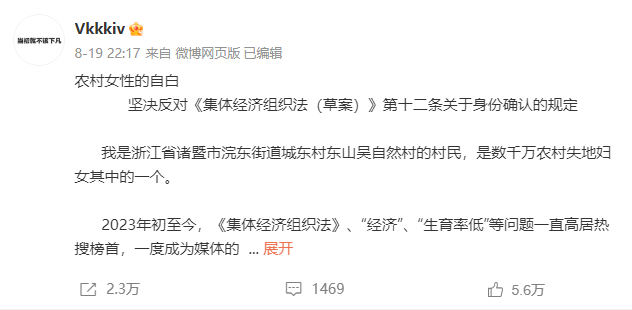 当初就不该下凡
Vkkkiv
8-19 22:17 来自 微博网页版 已编辑
农村女性的自白
坚决反对《集体经济组织法（草案）》第十二条关于身份确认的规定
我是浙江省诸暨市浣东街道城东村东山吴自然村的村民，是数千万农村失地妇
女其中的一个。
2023年初至今，《集体经济组织法》、“经济”、“生育率低”等问题一直高居热
搜榜首，一度成为媒体的 ... 展开
2.3万 1469 5.6万